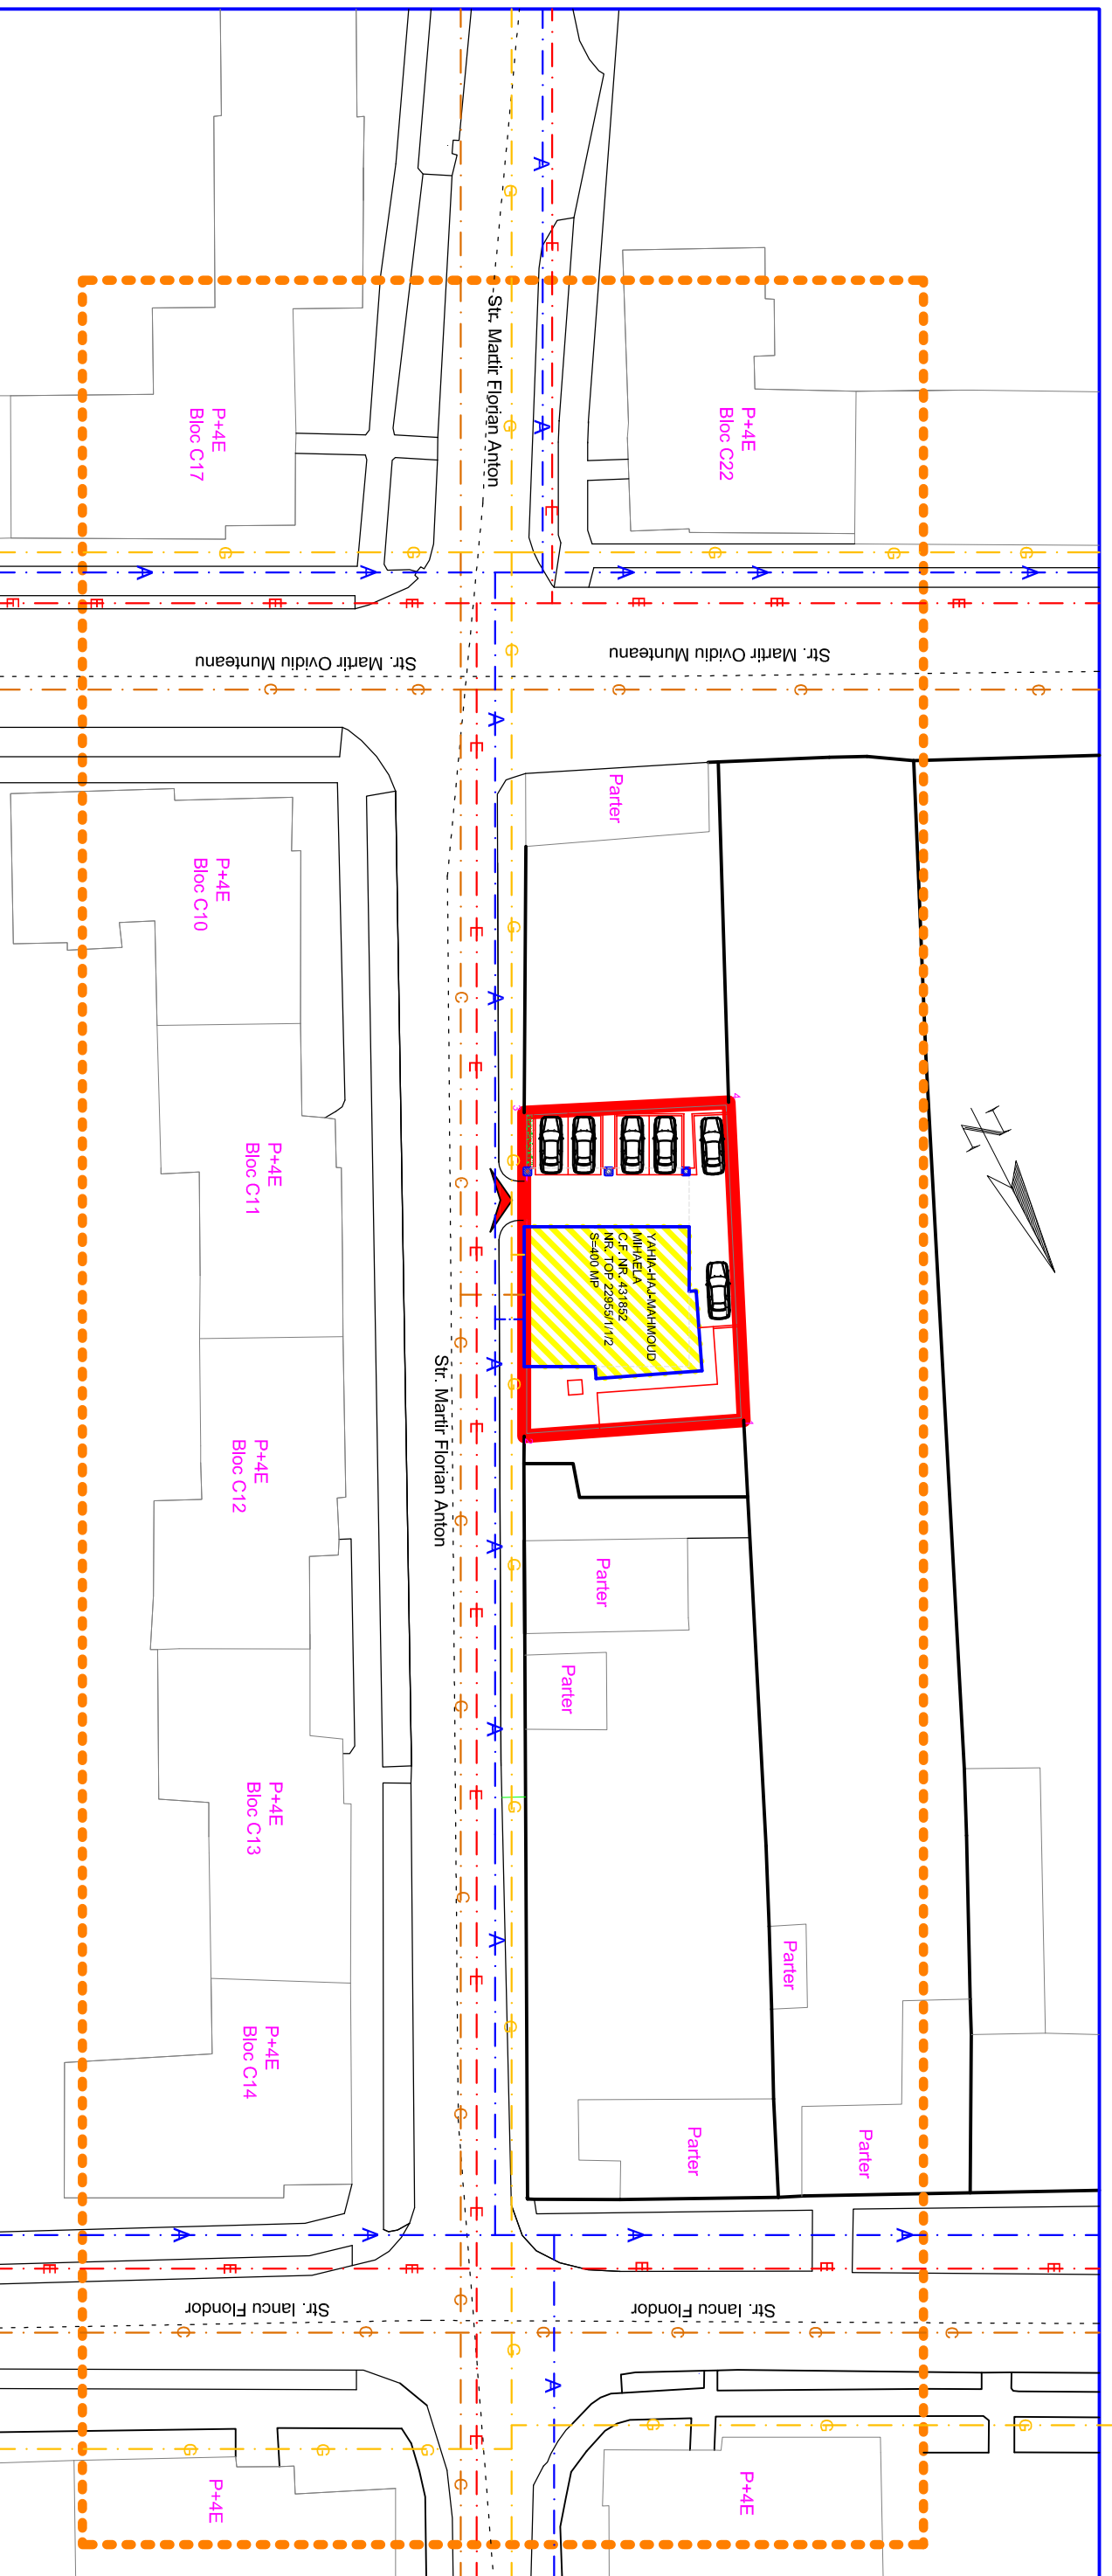 Str. Martir Florian Anton
P+4E
Bloc C17
P+4E
Bloc C22
Str. Martir Ovidiu Munteanu
Str. Martir Ovidiu Munteanu
Parter
P+4E
Bloc C10
P+4E
Bloc C11
YAHIA-HAJ-MAHMOUD
MIHAELA
C.F. NR. 431852
NR. TOP 22955/1/1/2
S=400 MP
Str. Martir Florian Anton
P+4E
Bloc C12
Parter
Parter
P+4E
Bloc C13
Parter
P+4E
Bloc C14
Parter
Parter
Str. Iancu Flondor
Str. Iancu Flondor
P+4E
P+4E